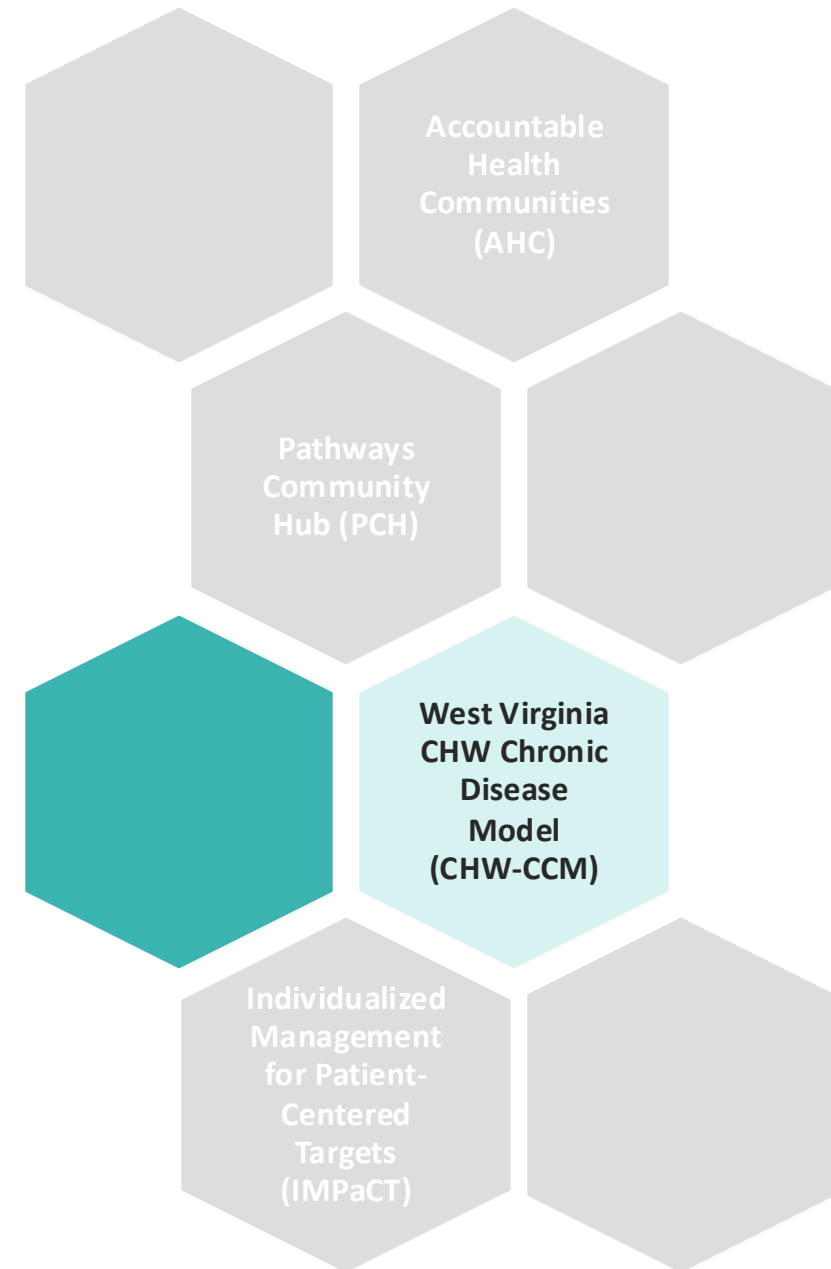 Accountable
Health
Communities
(AHC)
Pathways
Community
Hub (PCH)
West Virginia
CHW Chronic
Disease
Model
(CHW-CCM)
Individualized
Management
for Patient-
Centered
Targets
(IMPaCT)